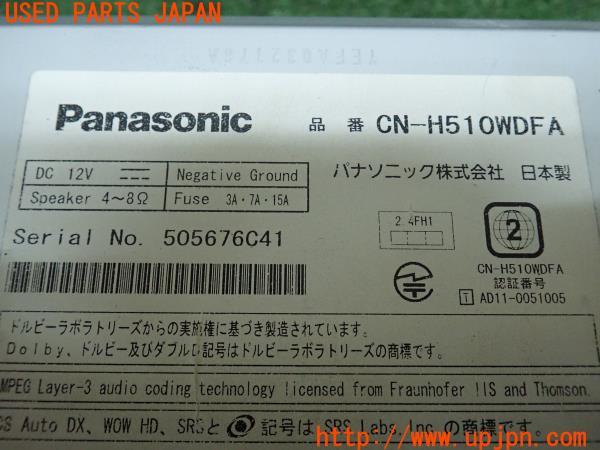 USED PARTS JAPAN
Panasonic 品番 CN-H510WDFA
DC 12V Negative Ground
Speaker 4～8Ω Fuse 3A・7A・15A
パナソニック株式会社 日本製
Serial No. 505676C41
2.4FH1
2
CN-H510WDFA
認証番号
T AD11-0051005
ドルビーラボラトリーズからの実施権に基づき製造されています。
Dolby、ドルビー及びダブルD記号はドルビーラボラトリーズの商標です。
MPEG Layer-3 audio coding technology licensed from Fraunhofer IIS and Thomson.
CS Auto DX、WOW HD、SRSと 記号は SRS Labs, Inc.の商標です。
UPJ https://www.upjpn.com